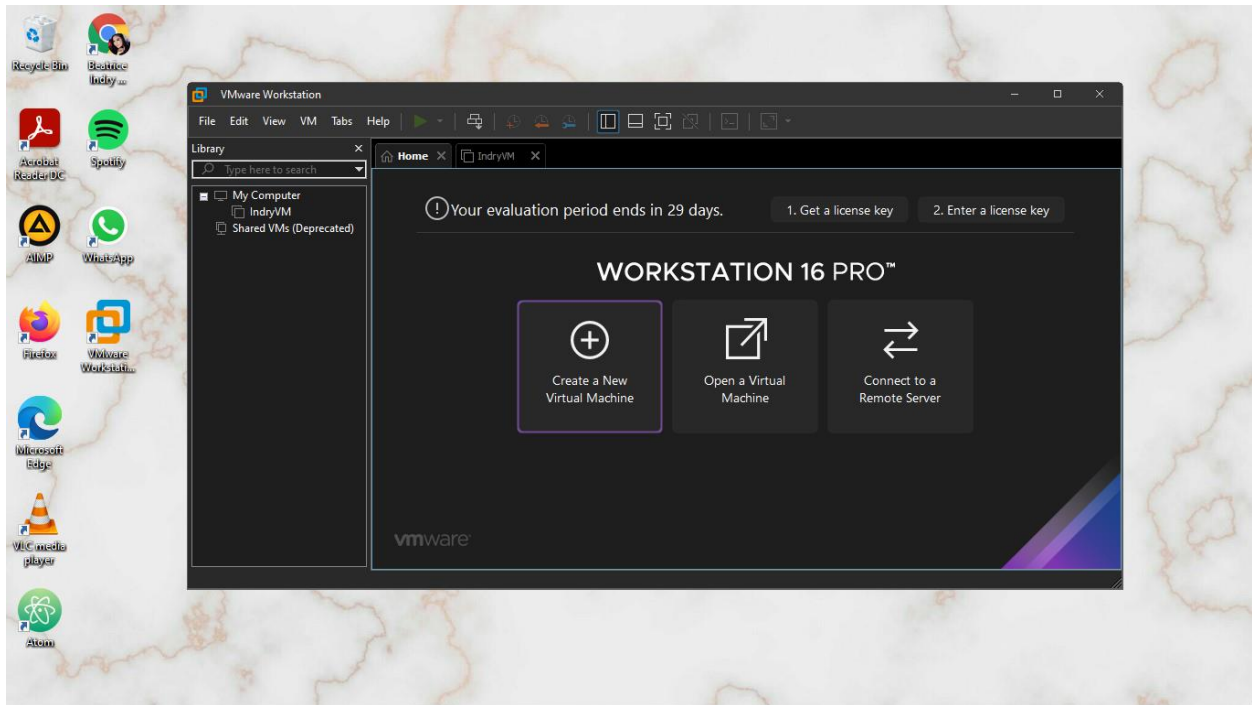 Recycle Bin
Beatrice
Indry ...
Acrobat
Reader DC
Spotify
AIMP
WhatsApp
Firefox
VMware
Workstati...
Microsoft
Edge
VLC media
player
Atom
VMware Workstation
File Edit View VM Tabs Help
Library
Type here to search
My Computer
IndryVM
Shared VMs (Deprecated)
Home
IndryVM
Your evaluation period ends in 29 days.
1. Get a license key
2. Enter a license key
WORKSTATION 16 PRO™
Create a New
Virtual Machine
Open a Virtual
Machine
Connect to a
Remote Server
vmware